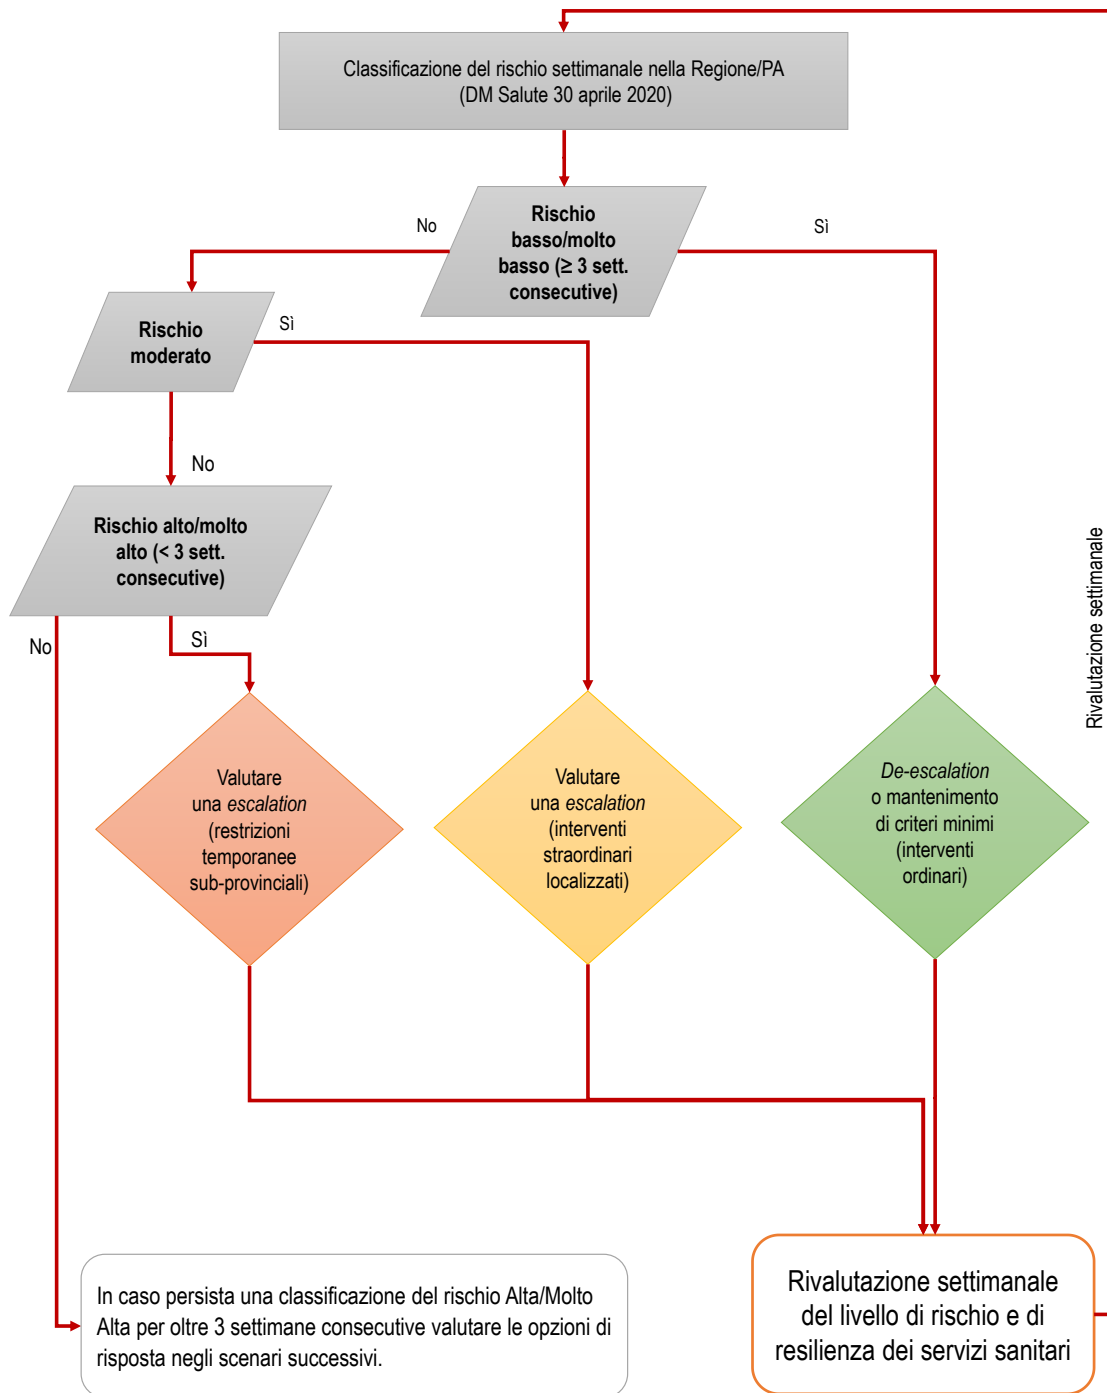 Classificazione del rischio settimanale nella Regione/PA
(DM Salute 30 aprile 2020)
Rischio
basso/molto
basso (≥ 3 sett.
consecutive)
No
Sì
Rischio
moderato
Sì
No
Rischio alto/molto
alto (< 3 sett.
consecutive)
No
Sì
Valutare
una escalation
(restrizioni
temporanee
sub-provinciali)
Valutare
una escalation
(interventi
straordinari
localizzati)
De-escalation
o mantenimento
di criteri minimi
(interventi
ordinari)
Rivalutazione settimanale
In caso persista una classificazione del rischio Alta/Molto
Alta per oltre 3 settimane consecutive valutare le opzioni di
risposta negli scenari successivi.
Rivalutazione settimanale
del livello di rischio e di
resilienza dei servizi sanitari